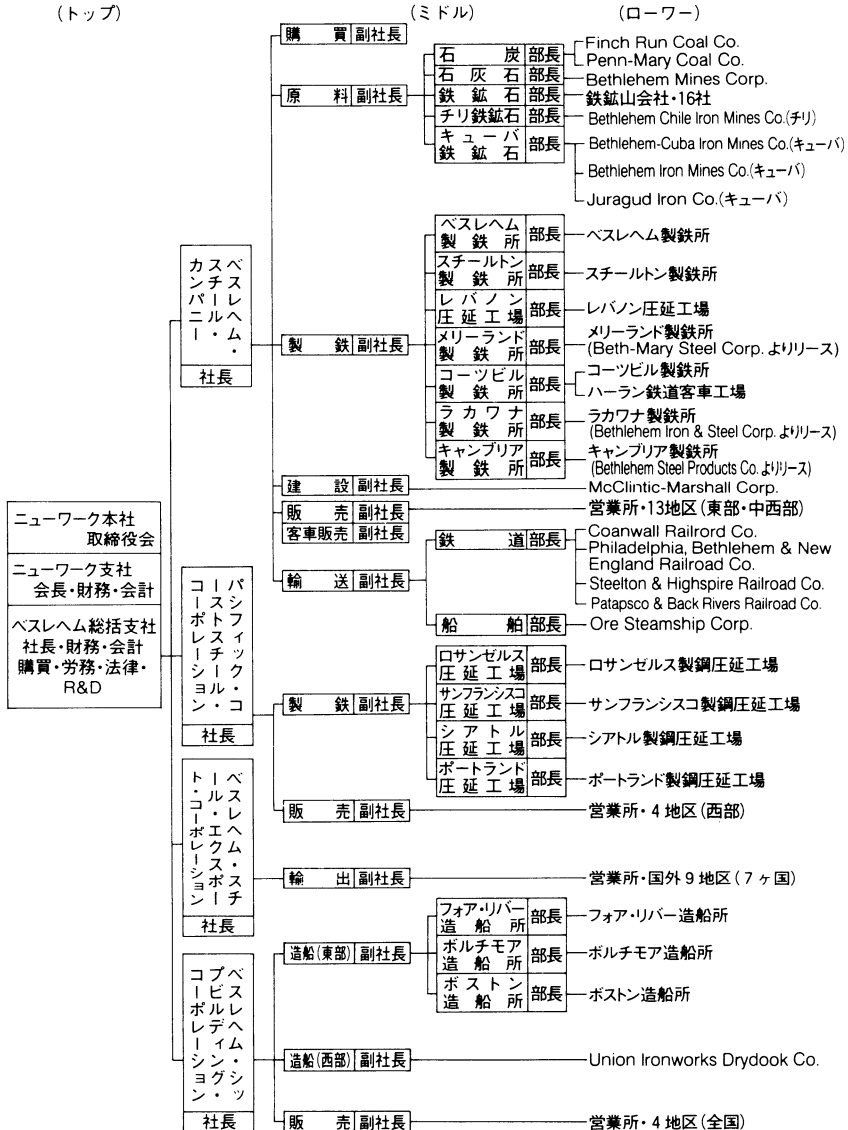 (トップ)
(ミドル)
(ローワー)
ニューワーク本社
取締役会
ニューワーク支社
会長・財務・会計
ベスレヘム総括支社
社長・財務・会計
購買・労務・法律・
R&D
ベスレヘム・
スチール・
カンパニー
社長
購 買 副社長
原 料 副社長
石 炭 部長
Finch Run Coal Co.
Penn-Mary Coal Co.
石 灰 石 部長
Bethlehem Mines Corp.
鉄 鉱 石 部長
鉄鉱山会社・16社
チリ鉄鉱石 部長
Bethlehem Chile Iron Mines Co.(チリ)
キューバ
鉄 鉱 石 部長
Bethlehem-Cuba Iron Mines Co.(キューバ)
Bethlehem Iron Mines Co.(キューバ)
Juragud Iron Co.(キューバ)
製 鉄 副社長
ベスレヘム
製 鉄 所 部長
ベスレヘム製鉄所
スチールトン
製 鉄 所 部長
スチールトン製鉄所
レバノン
圧延工場 部長
レバノン圧延工場
メリーランド
製 鉄 所 部長
メリーランド製鉄所
(Beth-Mary Steel Corp. よりリース)
コーツビル
製 鉄 所 部長
コーツビル製鉄所
ハーラン鉄道客車工場
ラカワナ
製 鉄 所 部長
ラカワナ製鉄所
(Bethlehem Iron & Steel Corp. よりリース)
キャンブリア
製 鉄 所 部長
キャンブリア製鉄所
(Bethlehem Steel Products Co. よりリース)
建 設 副社長
McClintic-Marshall Corp.
販 売 副社長
営業所・13地区(東部・中西部)
客車販売 副社長
輸 送 副社長
鉄 道 部長
Coanwall Railrord Co.
Philadelphia, Bethlehem & New
England Railroad Co.
Steelton & Highspire Railroad Co.
Patapsco & Back Rivers Railroad Co.
船 舶 部長
Ore Steamship Corp.
パシフィック・コ
ーストスチール・
コーポレーション
社長
製 鉄 副社長
ロサンゼルス
圧延工場 部長
ロサンゼルス製鋼圧延工場
サンフランシスコ
圧延工場 部長
サンフランシスコ製鋼圧延工場
シアトル
圧延工場 部長
シアトル製鋼圧延工場
ポートランド
圧延工場 部長
ポートランド製鋼圧延工場
販 売 副社長
営業所・4地区(西部)
ベスレヘム・スチ
ール・エクスポー
ト・コーポレーション
社長
輸 出 副社長
営業所・国外9地区(7ヶ国)
ベスレヘム・シッ
プビルディング・
コーポレーション
社長
造船(東部) 副社長
フォア・リバー
造 船 所 部長
フォア・リバー造船所
ボルチモア
造 船 所 部長
ボルチモア造船所
ボストン
造 船 所 部長
ボストン造船所
造船(西部) 副社長
Union Ironworks Drydook Co.
販 売 副社長
営業所・4地区(全国)